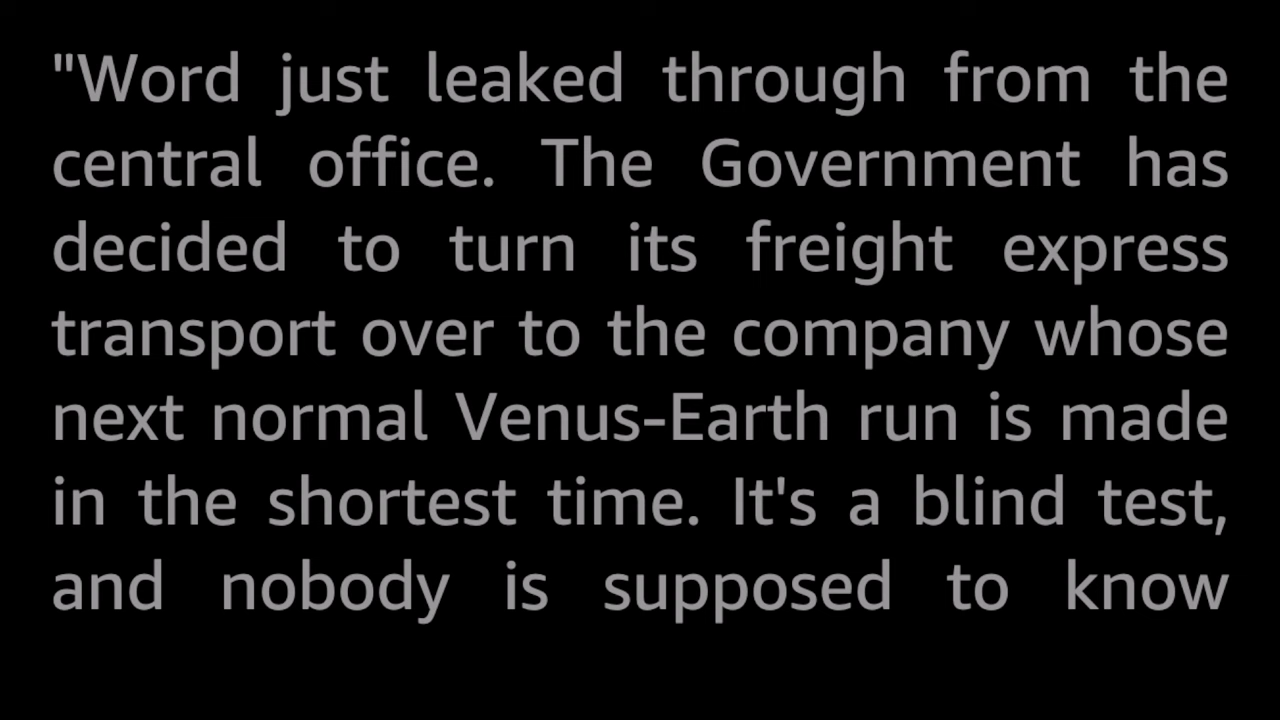 "Word just leaked through from the
central office. The Government has
decided to turn its freight express
transport over to the company whose
next normal Venus-Earth run is made
in the shortest time. It's a blind test,
and nobody is supposed to know